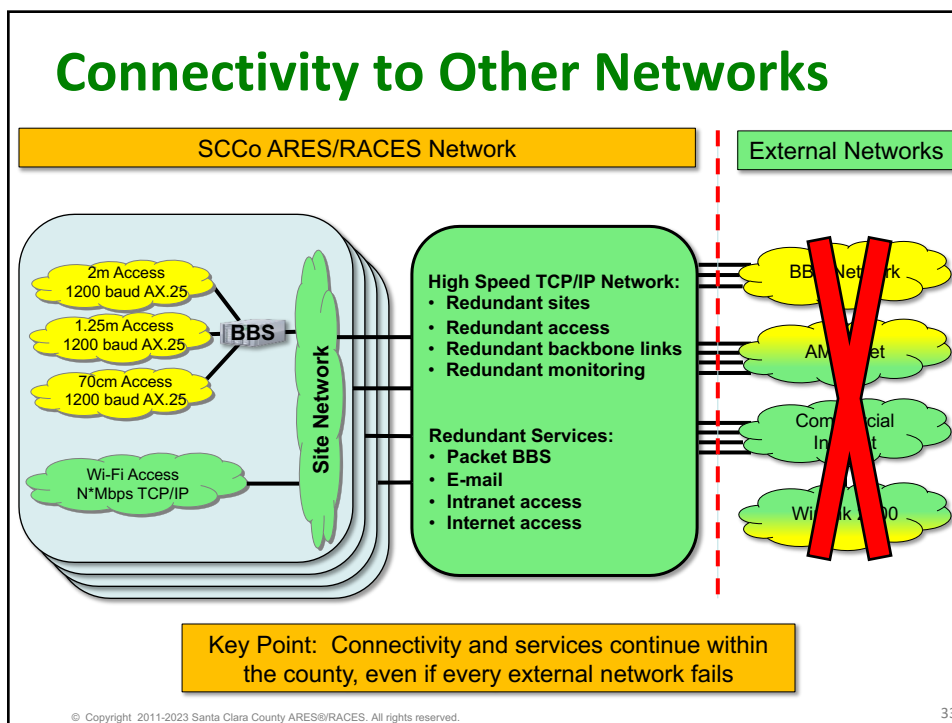 Connectivity to Other Networks
SCCo ARES/RACES Network
External Networks
2m Access
1200 baud AX.25
1.25m Access
1200 baud AX.25
70cm Access
1200 baud AX.25
BBS
Wi-Fi Access
N*Mbps TCP/IP
Site Network
High Speed TCP/IP Network:
• Redundant sites
• Redundant access
• Redundant backbone links
• Redundant monitoring
Redundant Services:
• Packet BBS
• E-mail
• Intranet access
• Internet access
Key Point: Connectivity and services continue within
the county, even if every external network fails
© Copyright 2011-2023 Santa Clara County ARES®/RACES. All rights reserved.